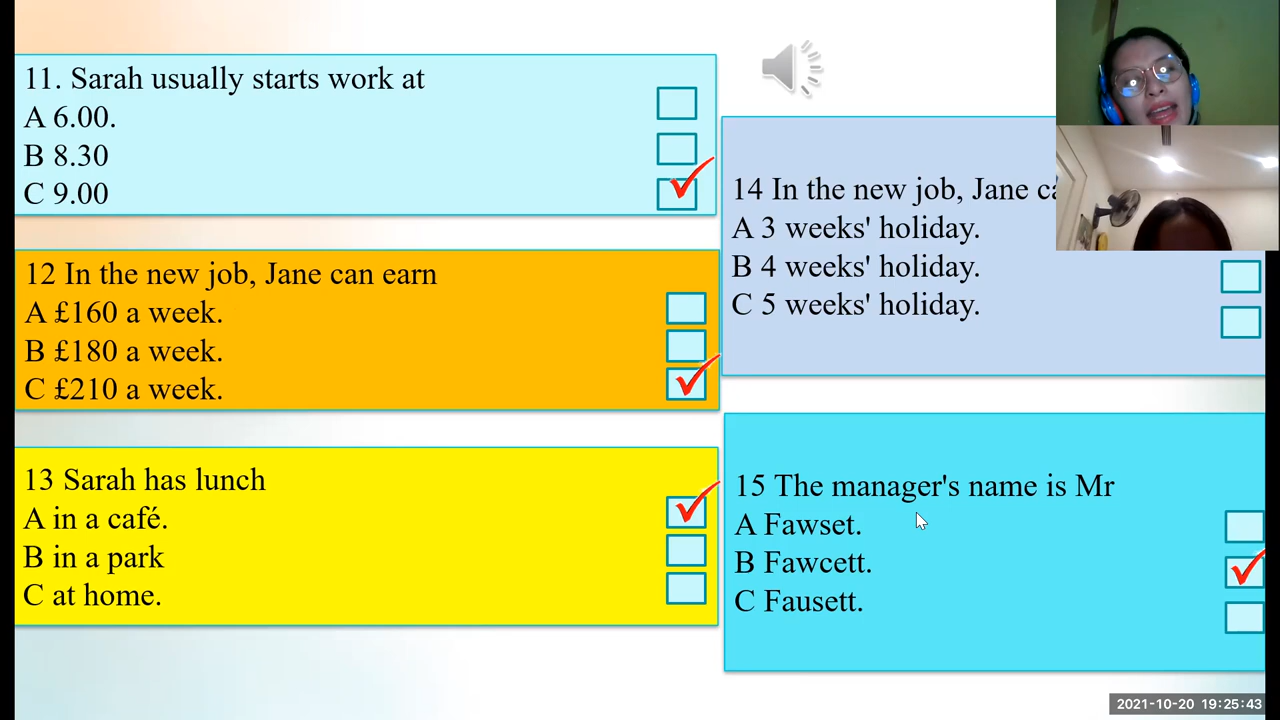 11. Sarah usually starts work at
A 6.00.
B 8.30
C 9.00
12 In the new job, Jane can earn
A £160 a week.
B £180 a week.
C £210 a week.
13 Sarah has lunch
A in a café.
B in a park
C at home.
14 In the new job, Jane
A 3 weeks' holiday.
B 4 weeks' holiday.
C 5 weeks' holiday.
15 The manager's name is Mr
A Fawset.
B Fawcett.
C Fausett.
2021-10-20 19:25:43